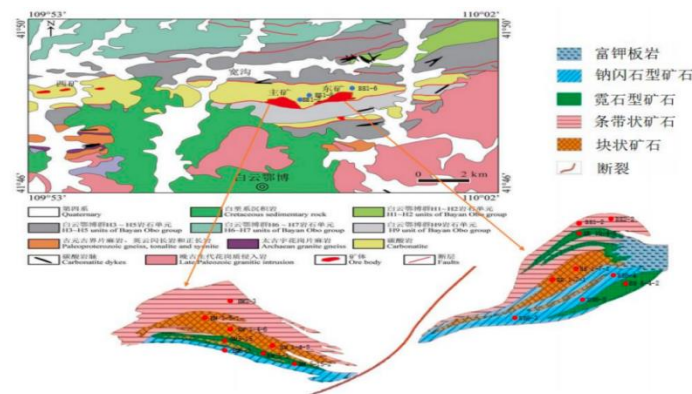 109°53′
110°02′
41°50′
41°50′
N
宽沟
西矿
主矿
东矿
白云鄂博
0 2 km
41°46′
41°46′
109°53′
110°02′
第四系
Quaternary
白垩系沉积岩
Cretaceous sedimentary rock
白云鄂博群H1~H2岩石单元
H1~H2 units of Bayan Obo group
白云鄂博群H3~H5岩石单元
H3~H5 units of Bayan Obo group
白云鄂博群H6~H7岩石单元
H6~H7 units of Bayan Obo group
白云鄂博群H9岩石单元
H9 unit of Bayan Obo group
古元古界片麻岩、英云闪长岩和正长岩
Paleoproterozoic gneiss, tonalite and syenite
太古宇花岗片麻岩
Archacan granite gneiss
碳酸岩
Carbonatite
碳酸岩脉
Carbonatite dykes
晚古生代花岗质侵入岩
Late Paleozoic granitic intrusion
矿体
Ore body
断层
Faults
富钾板岩
钠闪石型矿石
霓石型矿石
条带状矿石
块状矿石
断裂